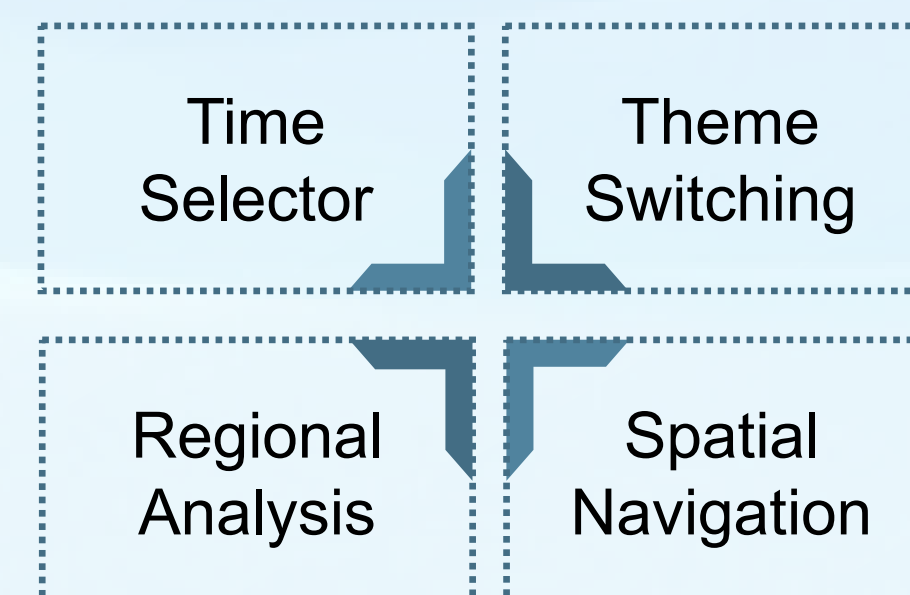 Time
Selector
Theme
Switching
Regional
Analysis
Spatial
Navigation